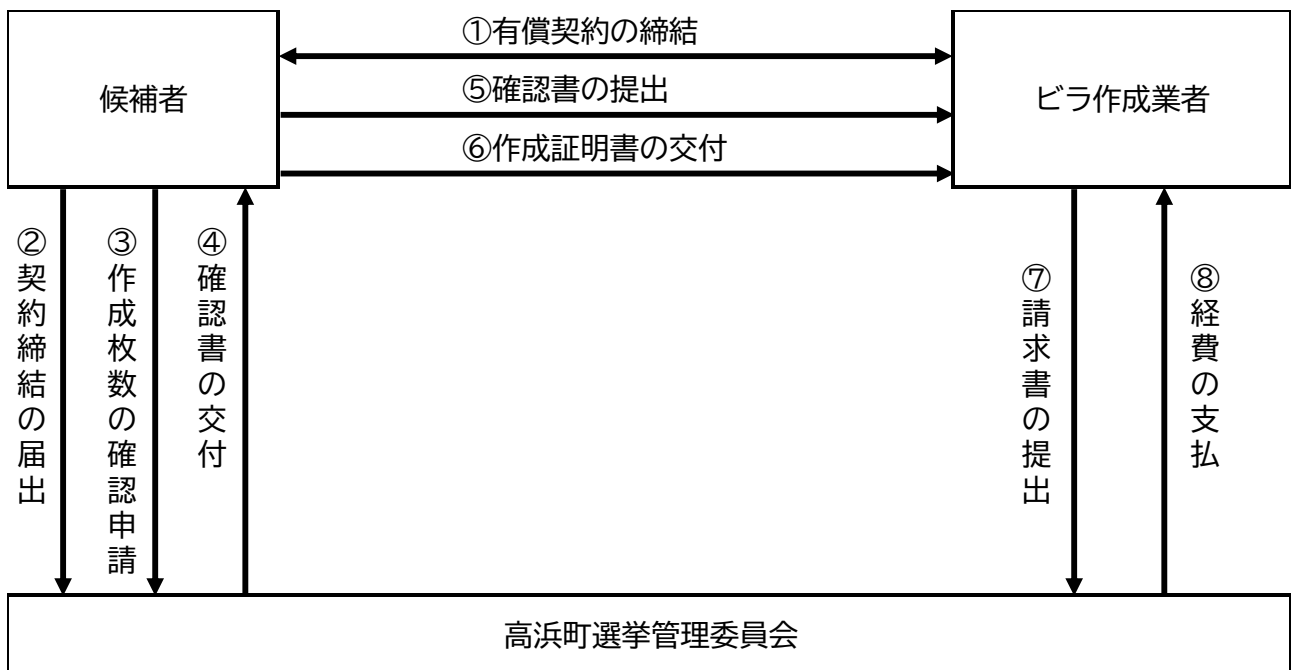 ①有償契約の締結
候補者
⑤確認書の提出
ビラ作成業者
⑥作成証明書の交付
②契約締結の届出
③作成枚数の確認申請
④確認書の交付
⑦請求書の提出
⑧経費の支払
高浜町選挙管理委員会